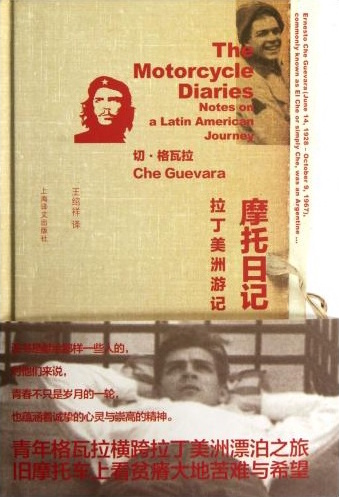 The
Motorcycle
Diaries
Notes on
a Latin American
Journey
切·格瓦拉
Che Guevara
Ernesto Che Guevara (June 14, 1928 – October 9, 1967),
commonly known as El Che or simply Che, was an Argentine ...
摩托日记
拉丁美洲游记
王绍祥 译
上海译文出版社
那样一些人的，
对他们来说，
青春不只是岁月的一轮，
也蕴涵着诚挚的心灵与崇高的精神。
青年格瓦拉横跨拉丁美洲漂泊之旅
旧摩托车上看贫瘠大地苦难与希望